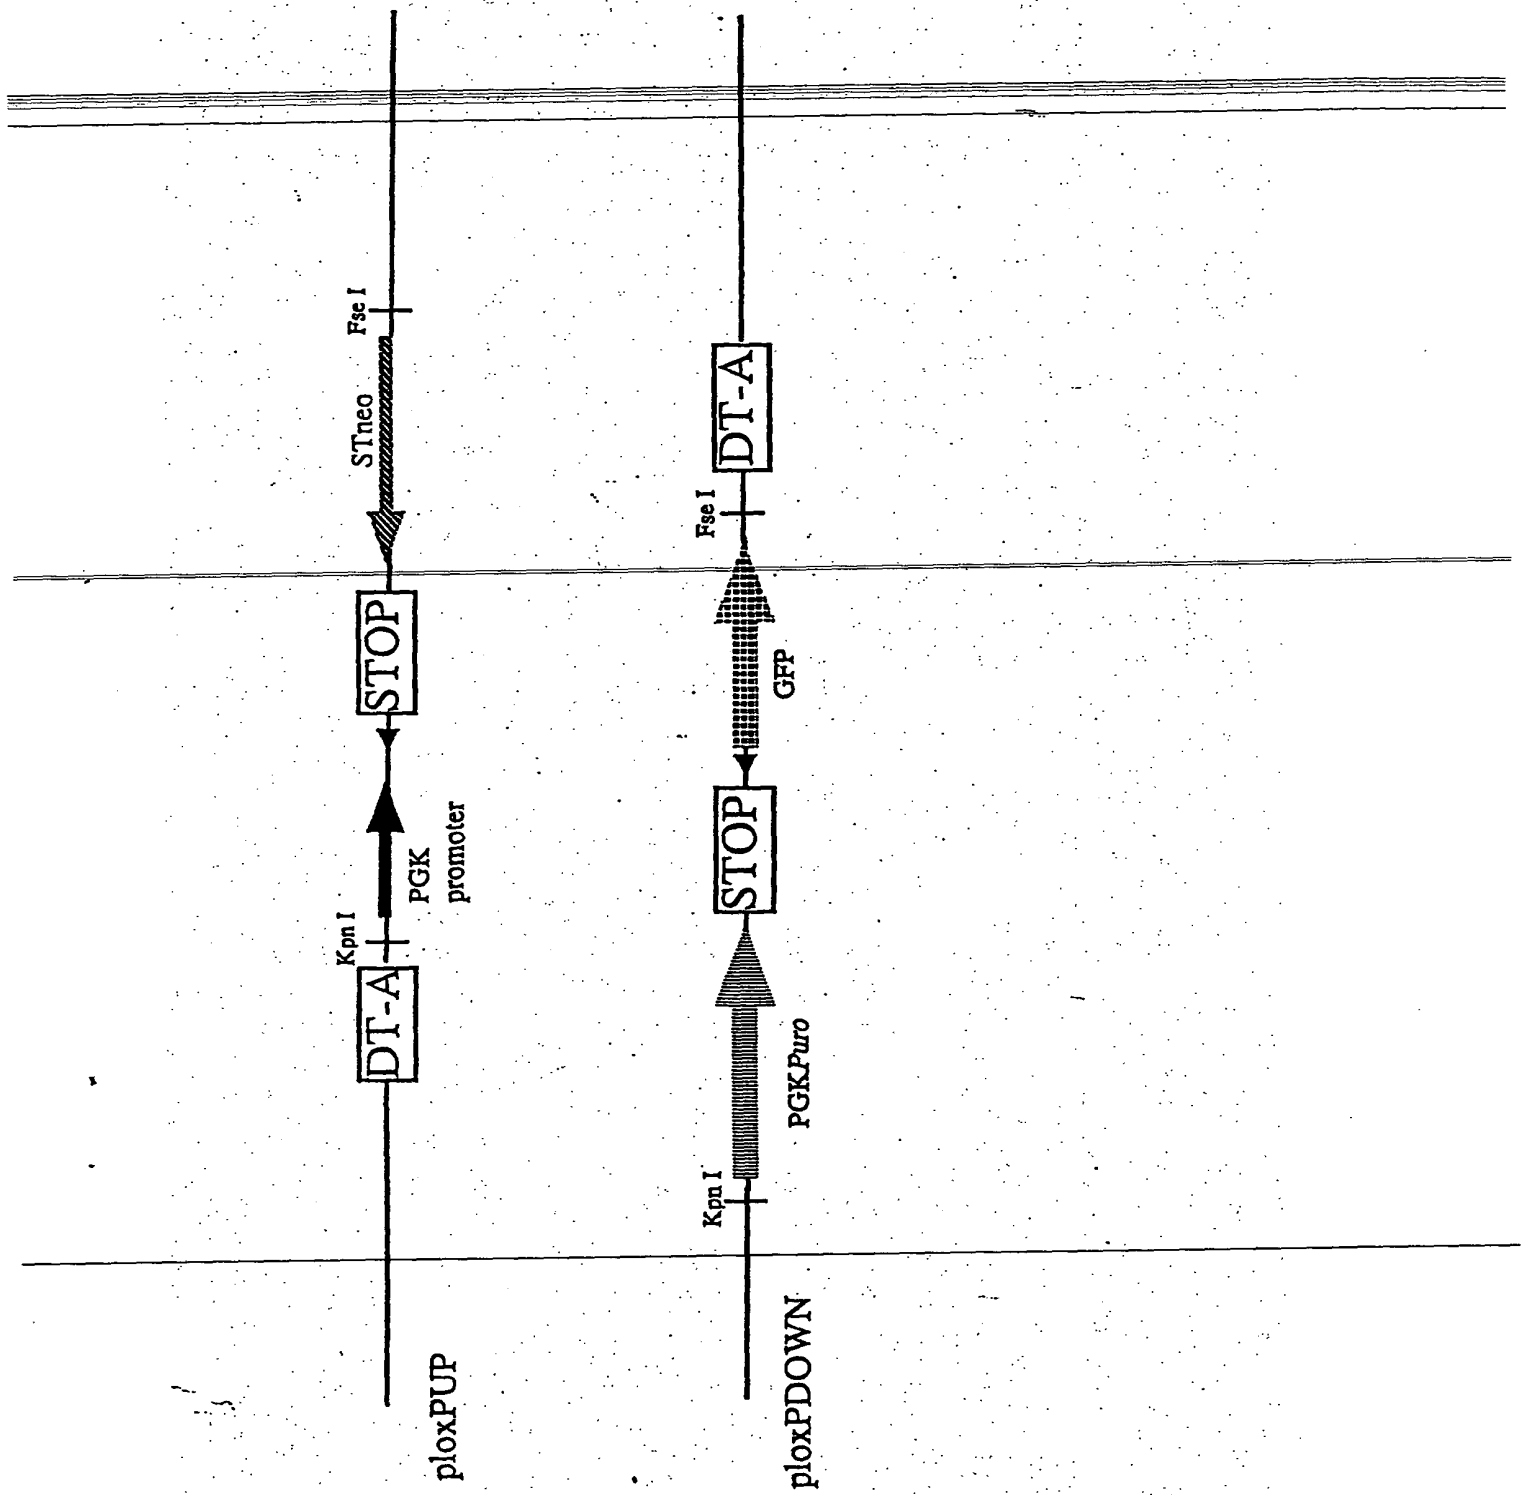 ploxPUP
DT-A
Kpn I
PGK
promoter
STOP
STneo
Fse I
ploxPDOWN
Kpn I
PGKPuro
STOP
GFP
Fse I
DT-A